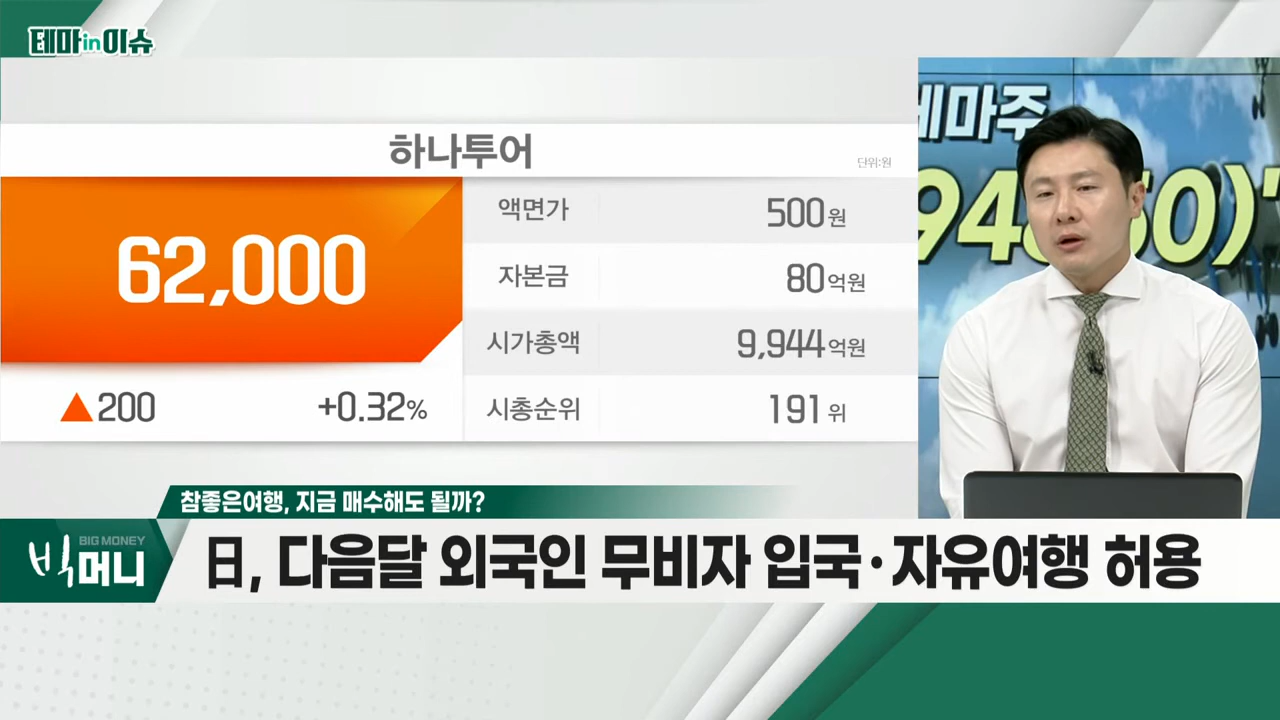 테마in이슈
하나투어
단위:원
62,000
▲200 +0.32%
액면가 500원
자본금 80억원
시가총액 9,944억원
시총순위 191위
테마주
참좋은여행, 지금 매수해도 될까?
BIG MONEY
빅머니
日, 다음달 외국인 무비자 입국·자유여행 허용